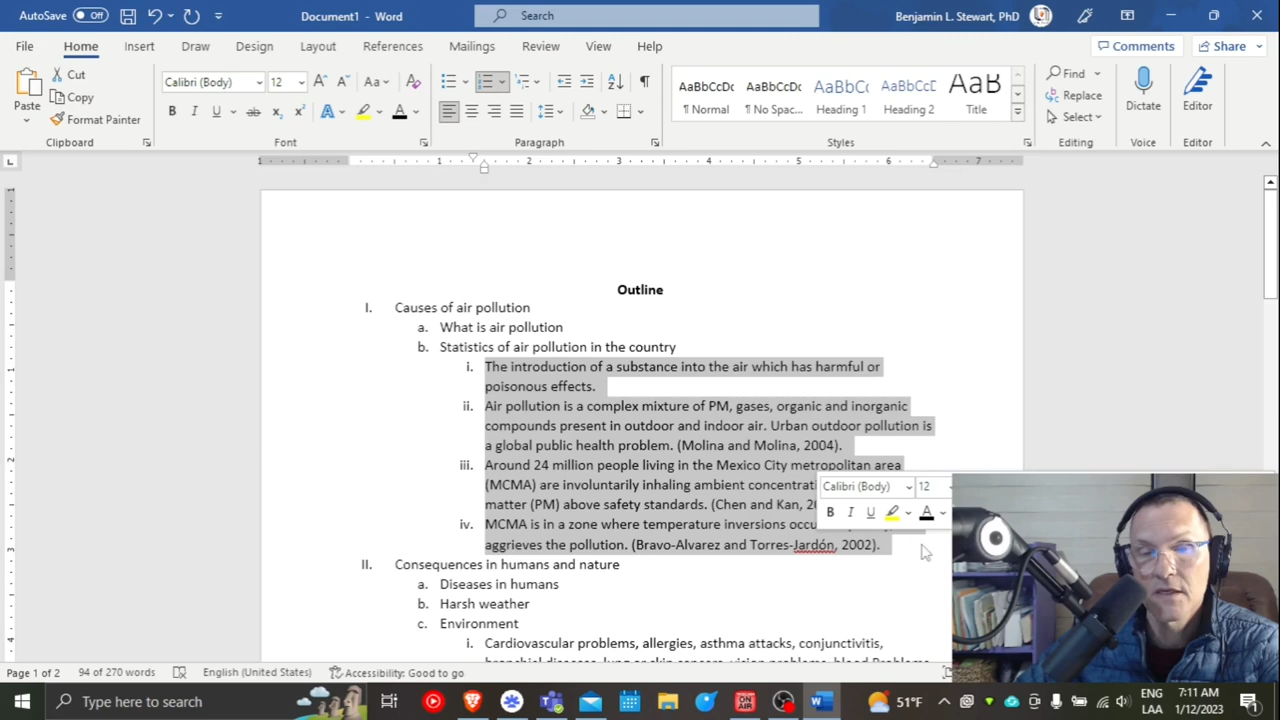 AutoSave Off Document1 - Word Search Benjamin L. Stewart, PhD
File Home Insert Draw Design Layout References Mailings Review View Help Comments Share
Paste Cut Copy Format Painter
Calibri (Body) 12
AaBbCcDc AaBbCcDc AaBbCc AaBbCcD AaB
¶ Normal ¶ No Spac... Heading 1 Heading 2 Title
Find Replace Select
Dictate Editor
Clipboard Font Paragraph Styles Editing Voice Editor
1 1 2 3 4 5 6 7
Outline
I. Causes of air pollution
a. What is air pollution
b. Statistics of air pollution in the country
i. The introduction of a substance into the air which has harmful or
poisonous effects.
ii. Air pollution is a complex mixture of PM, gases, organic and inorganic
compounds present in outdoor and indoor air. Urban outdoor pollution is
a global public health problem. (Molina and Molina, 2004).
iii. Around 24 million people living in the Mexico City metropolitan area
(MCMA) are involuntarily inhaling ambient
matter (PM) above safety standards. (Chen and Kan,
iv. MCMA is in a zone where temperature inversions
aggrieves the pollution. (Bravo-Alvarez and Torres-Jardón, 2002).
Calibri (Body) 12
B I U A
II. Consequences in humans and nature
a. Diseases in humans
b. Harsh weather
c. Environment
i. Cardiovascular problems, allergies, asthma attacks, conjunctivitis,
Page 1 of 2 94 of 270 words English (United States) Accessibility: Good to go
Type here to search 51°F ENG LAA 7:11 AM 1/12/2023